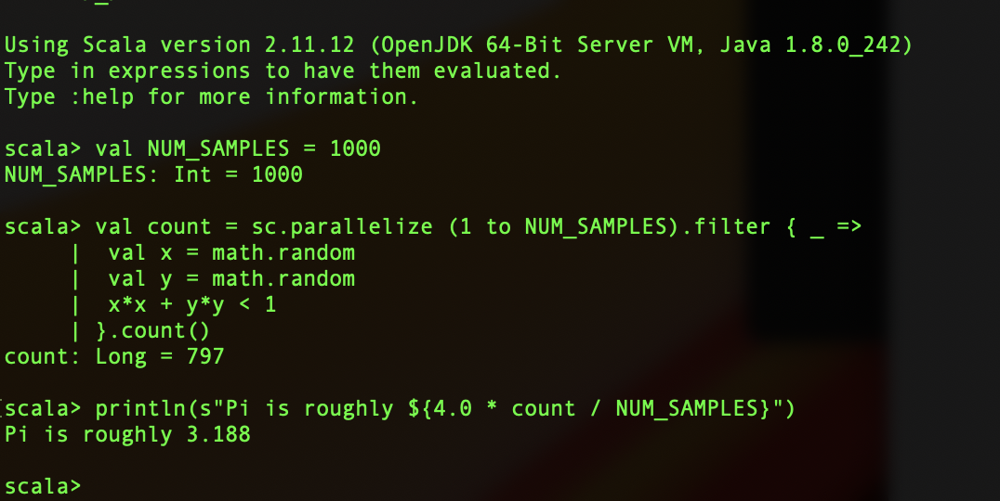 Using Scala version 2.11.12 (OpenJDK 64-Bit Server VM, Java 1.8.0_242)
Type in expressions to have them evaluated.
Type :help for more information.
scala> val NUM_SAMPLES = 1000
NUM_SAMPLES: Int = 1000
scala> val count = sc.parallelize (1 to NUM_SAMPLES).filter { _ =>
     |  val x = math.random
     |  val y = math.random
     |  x*x + y*y < 1
     | }.count()
count: Long = 797
scala> println(s"Pi is roughly ${4.0 * count / NUM_SAMPLES}")
Pi is roughly 3.188
scala>